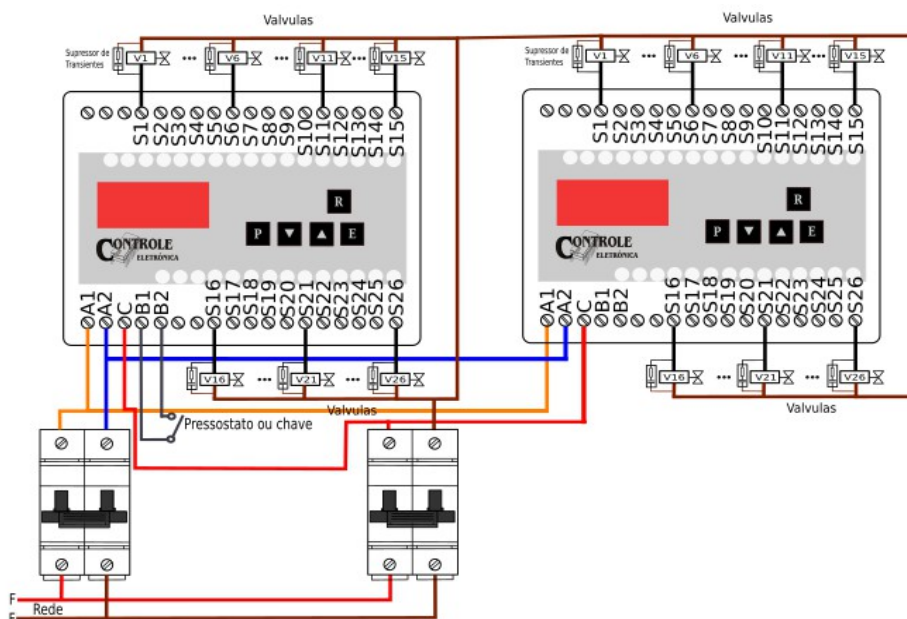 Valvulas
Valvulas
Supressor de
Transientes
V1 ... V6 ... V11 ... V15
Supressor de
Transientes
V1 ... V6 ... V11 ... V15
S1 S2 S3 S4 S5 S6 S7 S8 S9 S10 S11 S12 S13 S14 S15
S1 S2 S3 S4 S5 S6 S7 S8 S9 S10 S11 S12 S13 S14 S15
R
P E
CONTROLE
ELETRÔNICA
R
P E
CONTROLE
ELETRÔNICA
A1 A2 C B1 B2 S16 S17 S18 S19 S20 S21 S22 S23 S24 S25 S26
A1 A2 C B1 B2 S16 S17 S18 S19 S20 S21 S22 S23 S24 S25 S26
V16 ... V21 ... V26
V16 ... V21 ... V26
Valvulas
Valvulas
Pressostato ou chave
F
Rede